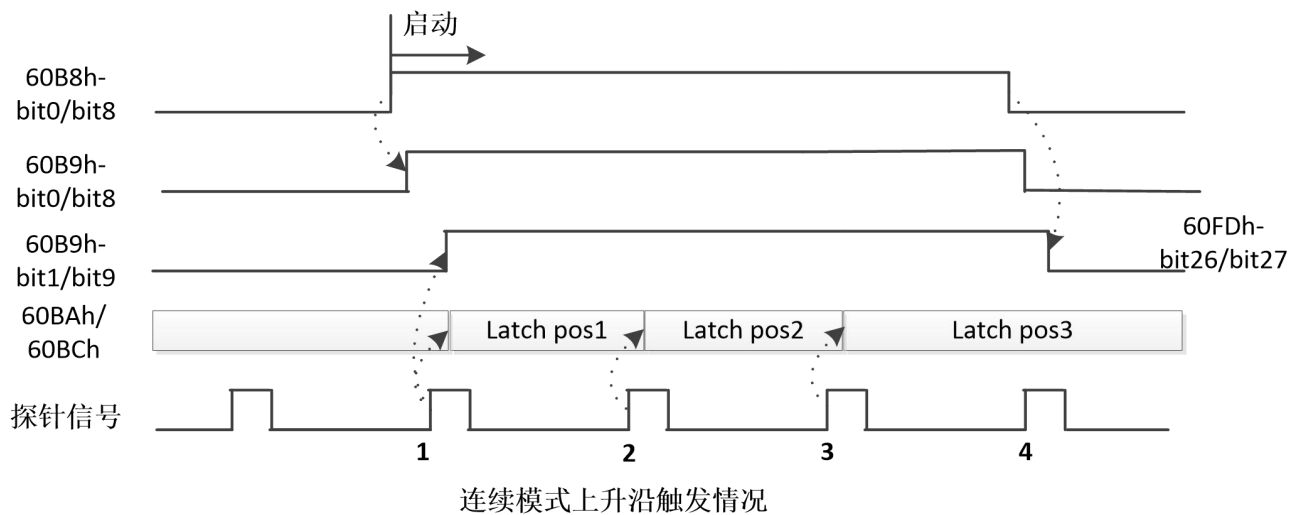 启动
60B8h-
bit0/bit8
60B9h-
bit0/bit8
60B9h-
bit1/bit9
60FDh-
bit26/bit27
60BAh/
60BCh
Latch pos1
Latch pos2
Latch pos3
探针信号
1
2
3
4
连续模式上升沿触发情况